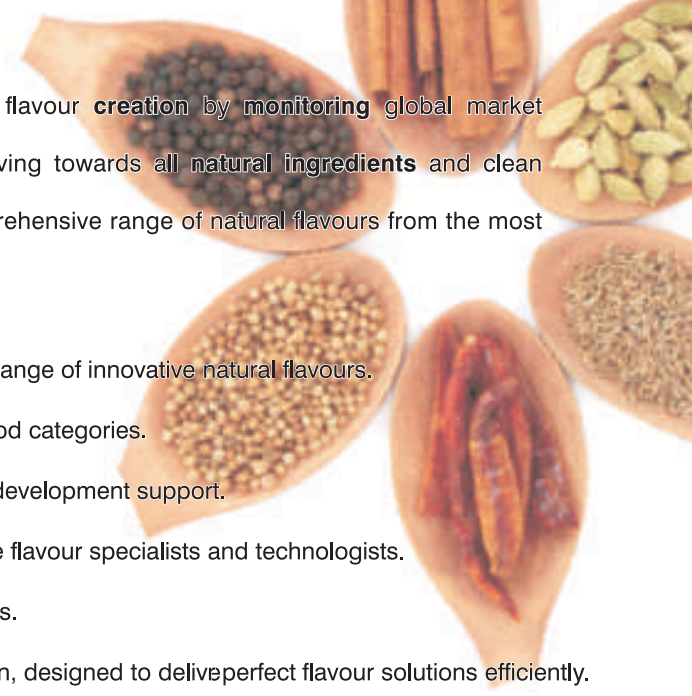 flavour creation by monitoring global market
ving towards all natural ingredients and clean
rehensive range of natural flavours from the most
ange of innovative natural flavours.
od categories.
development support.
e flavour specialists and technologists.
s.
n, designed to delivreperfect flavour solutions efficiently.